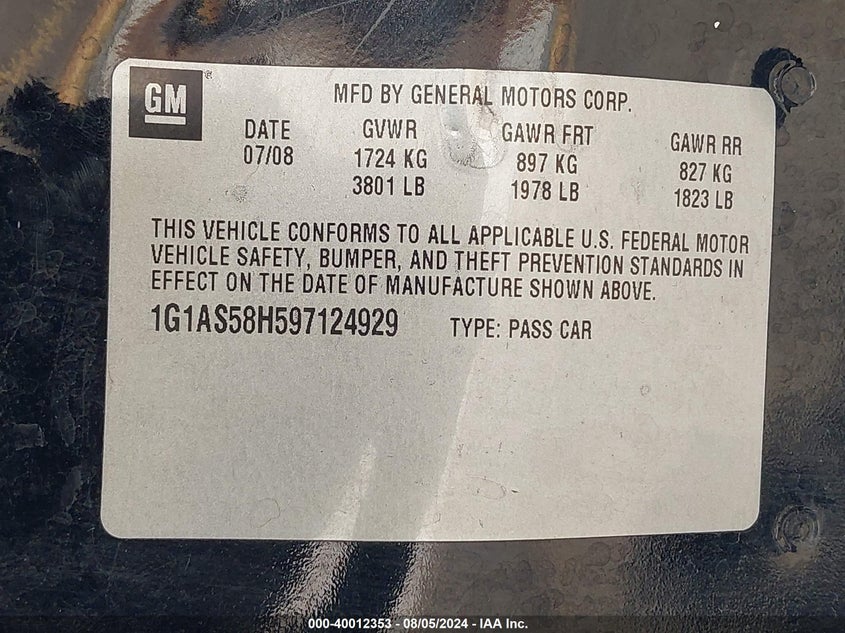 GM
MFD BY GENERAL MOTORS CORP.
DATE GVWR GAWR FRT GAWR RR
07/08 1724 KG 897 KG 827 KG
3801 LB 1978 LB 1823 LB
THIS VEHICLE CONFORMS TO ALL APPLICABLE U.S. FEDERAL MOTOR
VEHICLE SAFETY, BUMPER, AND THEFT PREVENTION STANDARDS IN
EFFECT ON THE DATE OF MANUFACTURE SHOWN ABOVE.
1G1AS58H597124929 TYPE: PASS CAR
000-40012353 - 08/05/2024 - IAA Inc.